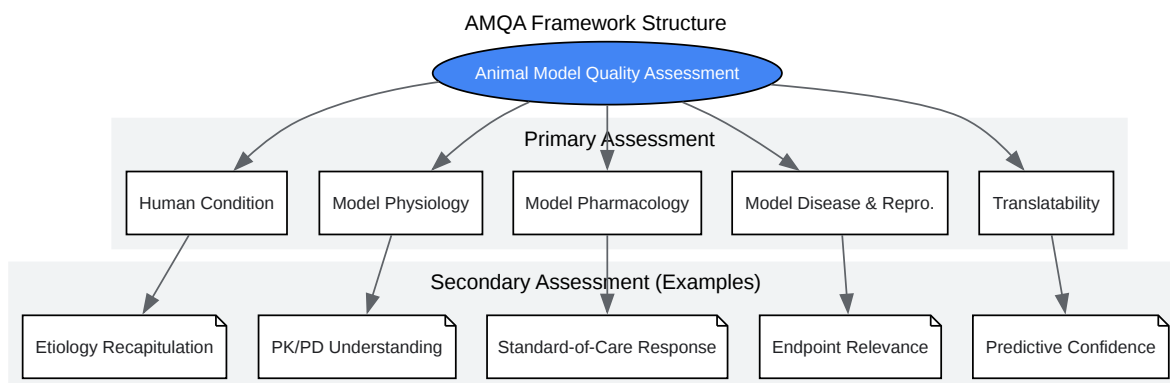 AMQA Framework Structure
Animal Model Quality Assessment
Primary Assessment
Human Condition
Model Physiology
Model Pharmacology
Model Disease & Repro.
Translatability
Secondary Assessment (Examples)
Etiology Recapitulation
PK/PD Understanding
Standard-of-Care Response
Endpoint Relevance
Predictive Confidence